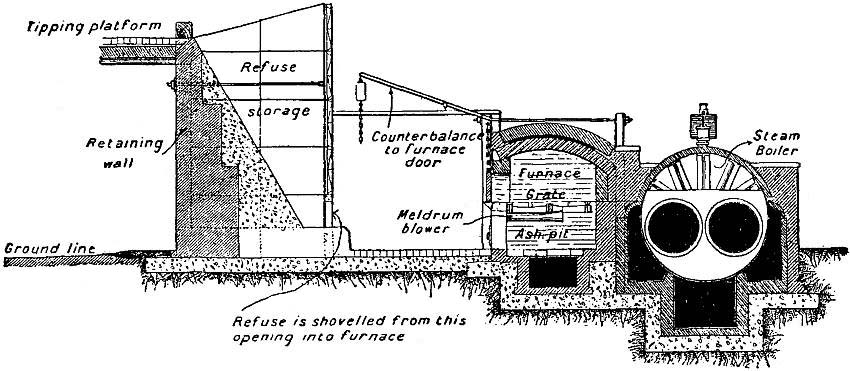 Tipping platform
Refuse
storage
Retaining
wall
Counterbalance
to furnace
door
Steam
Boiler
Furnace
Grate
Meldrum
blower
Ash pit
Ground line
Refuse is shovelled from this
opening into furnace